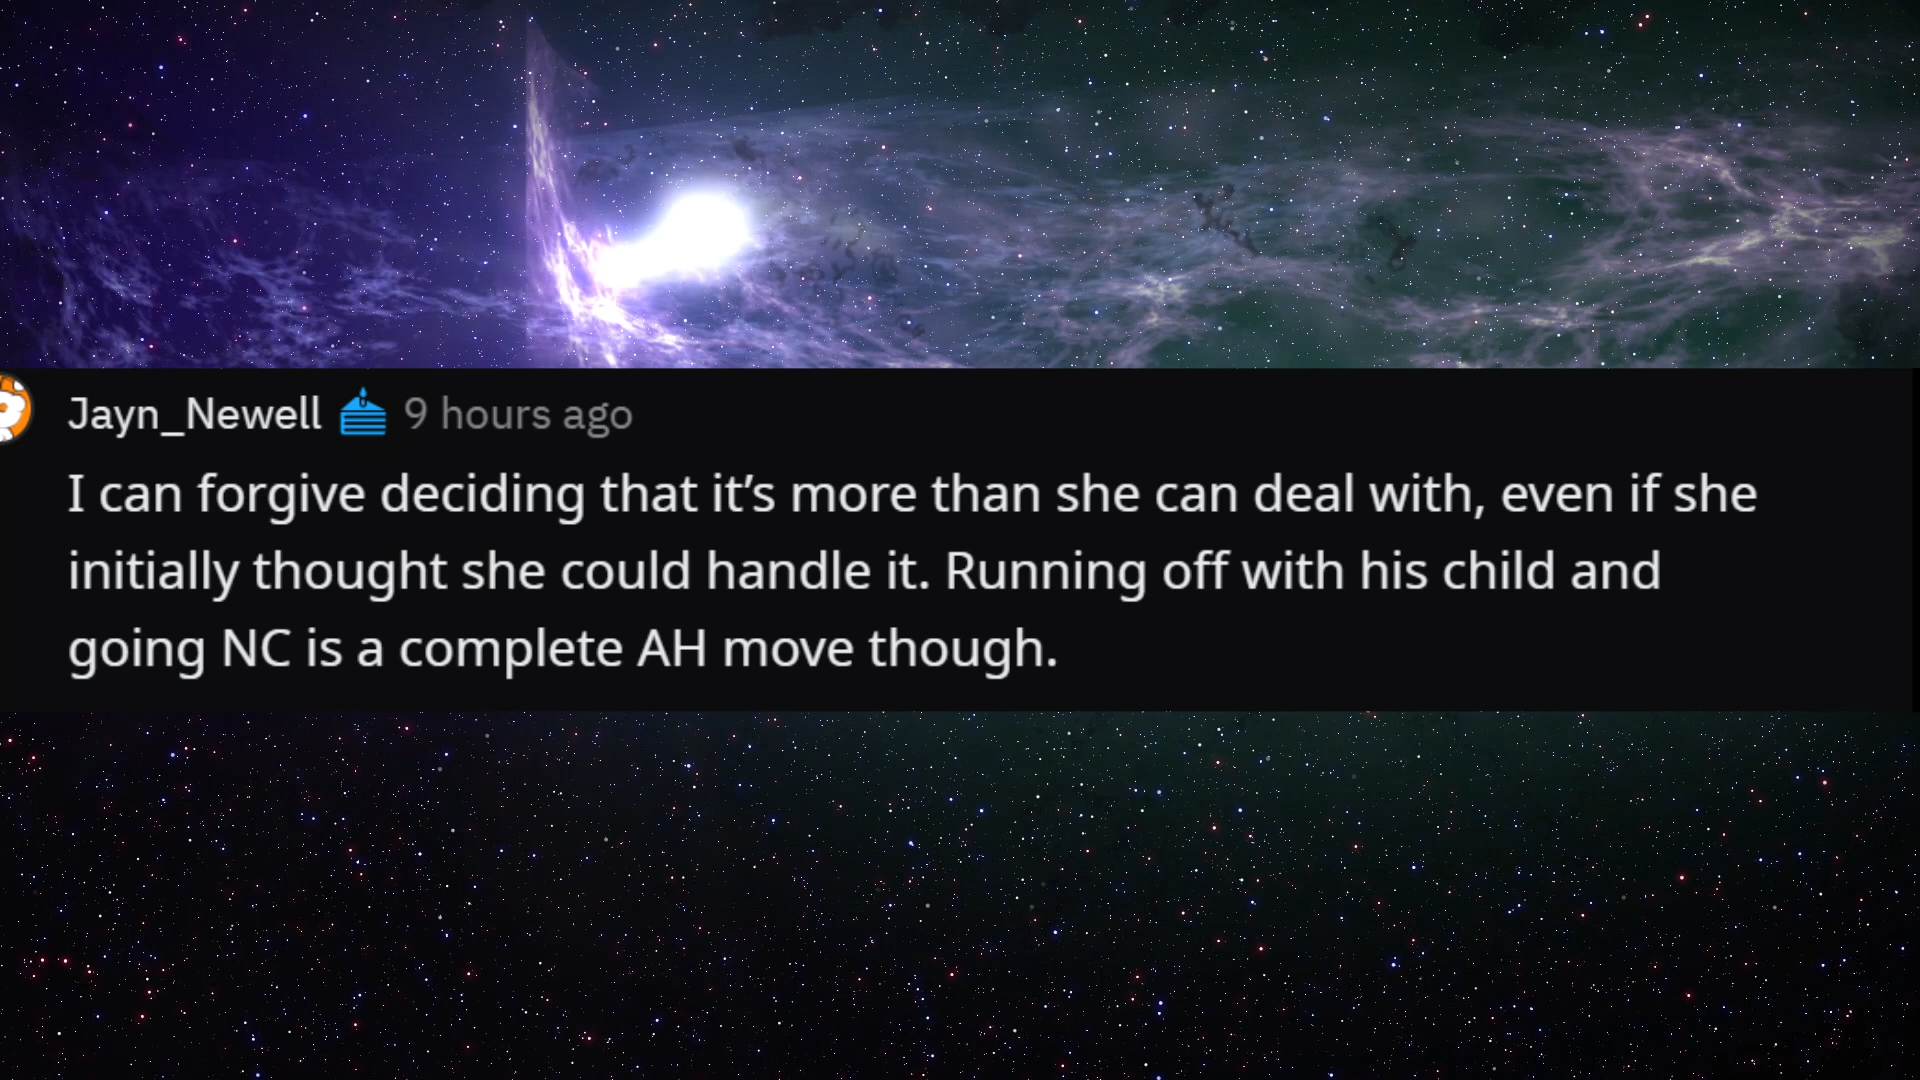 Jayn_Newell 9 hours ago
I can forgive deciding that it’s more than she can deal with, even if she
initially thought she could handle it. Running off with his child and
going NC is a complete AH move though.